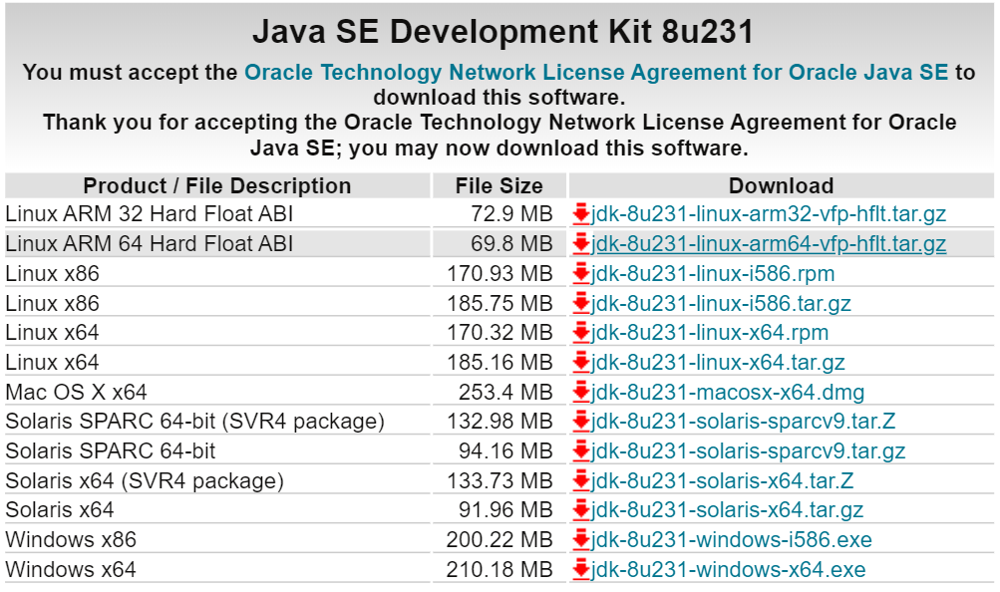 Java SE Development Kit 8u231
You must accept the Oracle Technology Network License Agreement for Oracle Java SE to
download this software.
Thank you for accepting the Oracle Technology Network License Agreement for Oracle
Java SE; you may now download this software.
Product / File Description File Size Download
Linux ARM 32 Hard Float ABI 72.9 MB jdk-8u231-linux-arm32-vfp-hflt.tar.gz
Linux ARM 64 Hard Float ABI 69.8 MB jdk-8u231-linux-arm64-vfp-hflt.tar.gz
Linux x86 170.93 MB jdk-8u231-linux-i586.rpm
Linux x86 185.75 MB jdk-8u231-linux-i586.tar.gz
Linux x64 170.32 MB jdk-8u231-linux-x64.rpm
Linux x64 185.16 MB jdk-8u231-linux-x64.tar.gz
Mac OS X x64 253.4 MB jdk-8u231-macosx-x64.dmg
Solaris SPARC 64-bit (SVR4 package) 132.98 MB jdk-8u231-solaris-sparcv9.tar.Z
Solaris SPARC 64-bit 94.16 MB jdk-8u231-solaris-sparcv9.tar.gz
Solaris x64 (SVR4 package) 133.73 MB jdk-8u231-solaris-x64.tar.Z
Solaris x64 91.96 MB jdk-8u231-solaris-x64.tar.gz
Windows x86 200.22 MB jdk-8u231-windows-i586.exe
Windows x64 210.18 MB jdk-8u231-windows-x64.exe